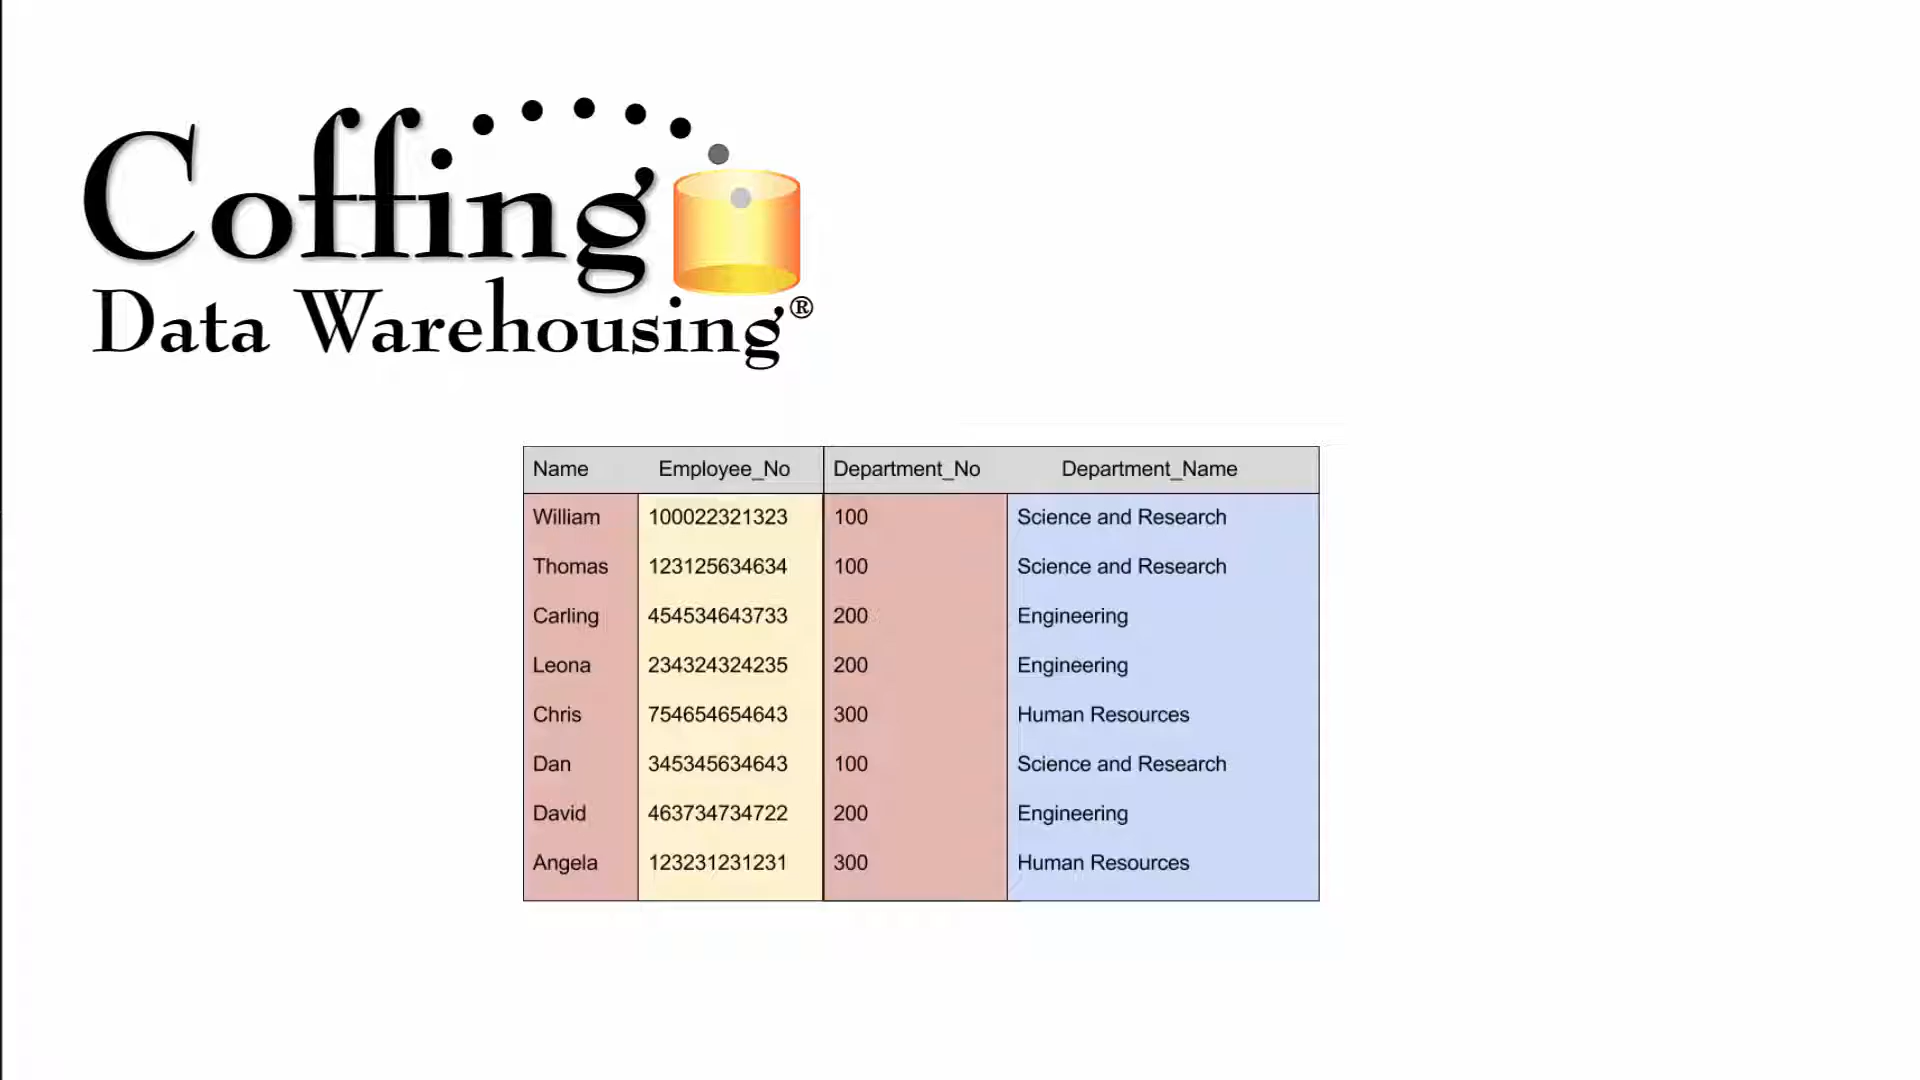 Coffing
Data Warehousing®
Name Employee_No Department_No Department_Name
William 100022321323 100 Science and Research
Thomas 123125634634 100 Science and Research
Carling 454534643733 200 Engineering
Leona 234324324235 200 Engineering
Chris 754654654643 300 Human Resources
Dan 345345634643 100 Science and Research
David 463734734722 200 Engineering
Angela 123231231231 300 Human Resources